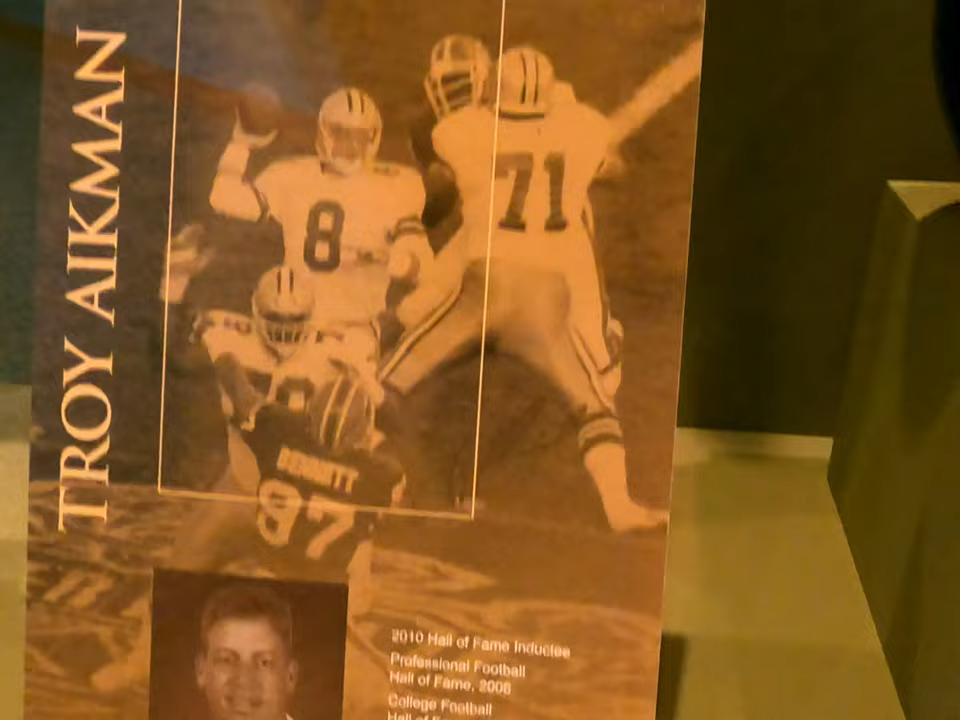 TROY AIKMAN
8
71
BENNETT
97
2010 Hall of Fame Inductee
Professional Football
Hall of Fame, 2006
College Football